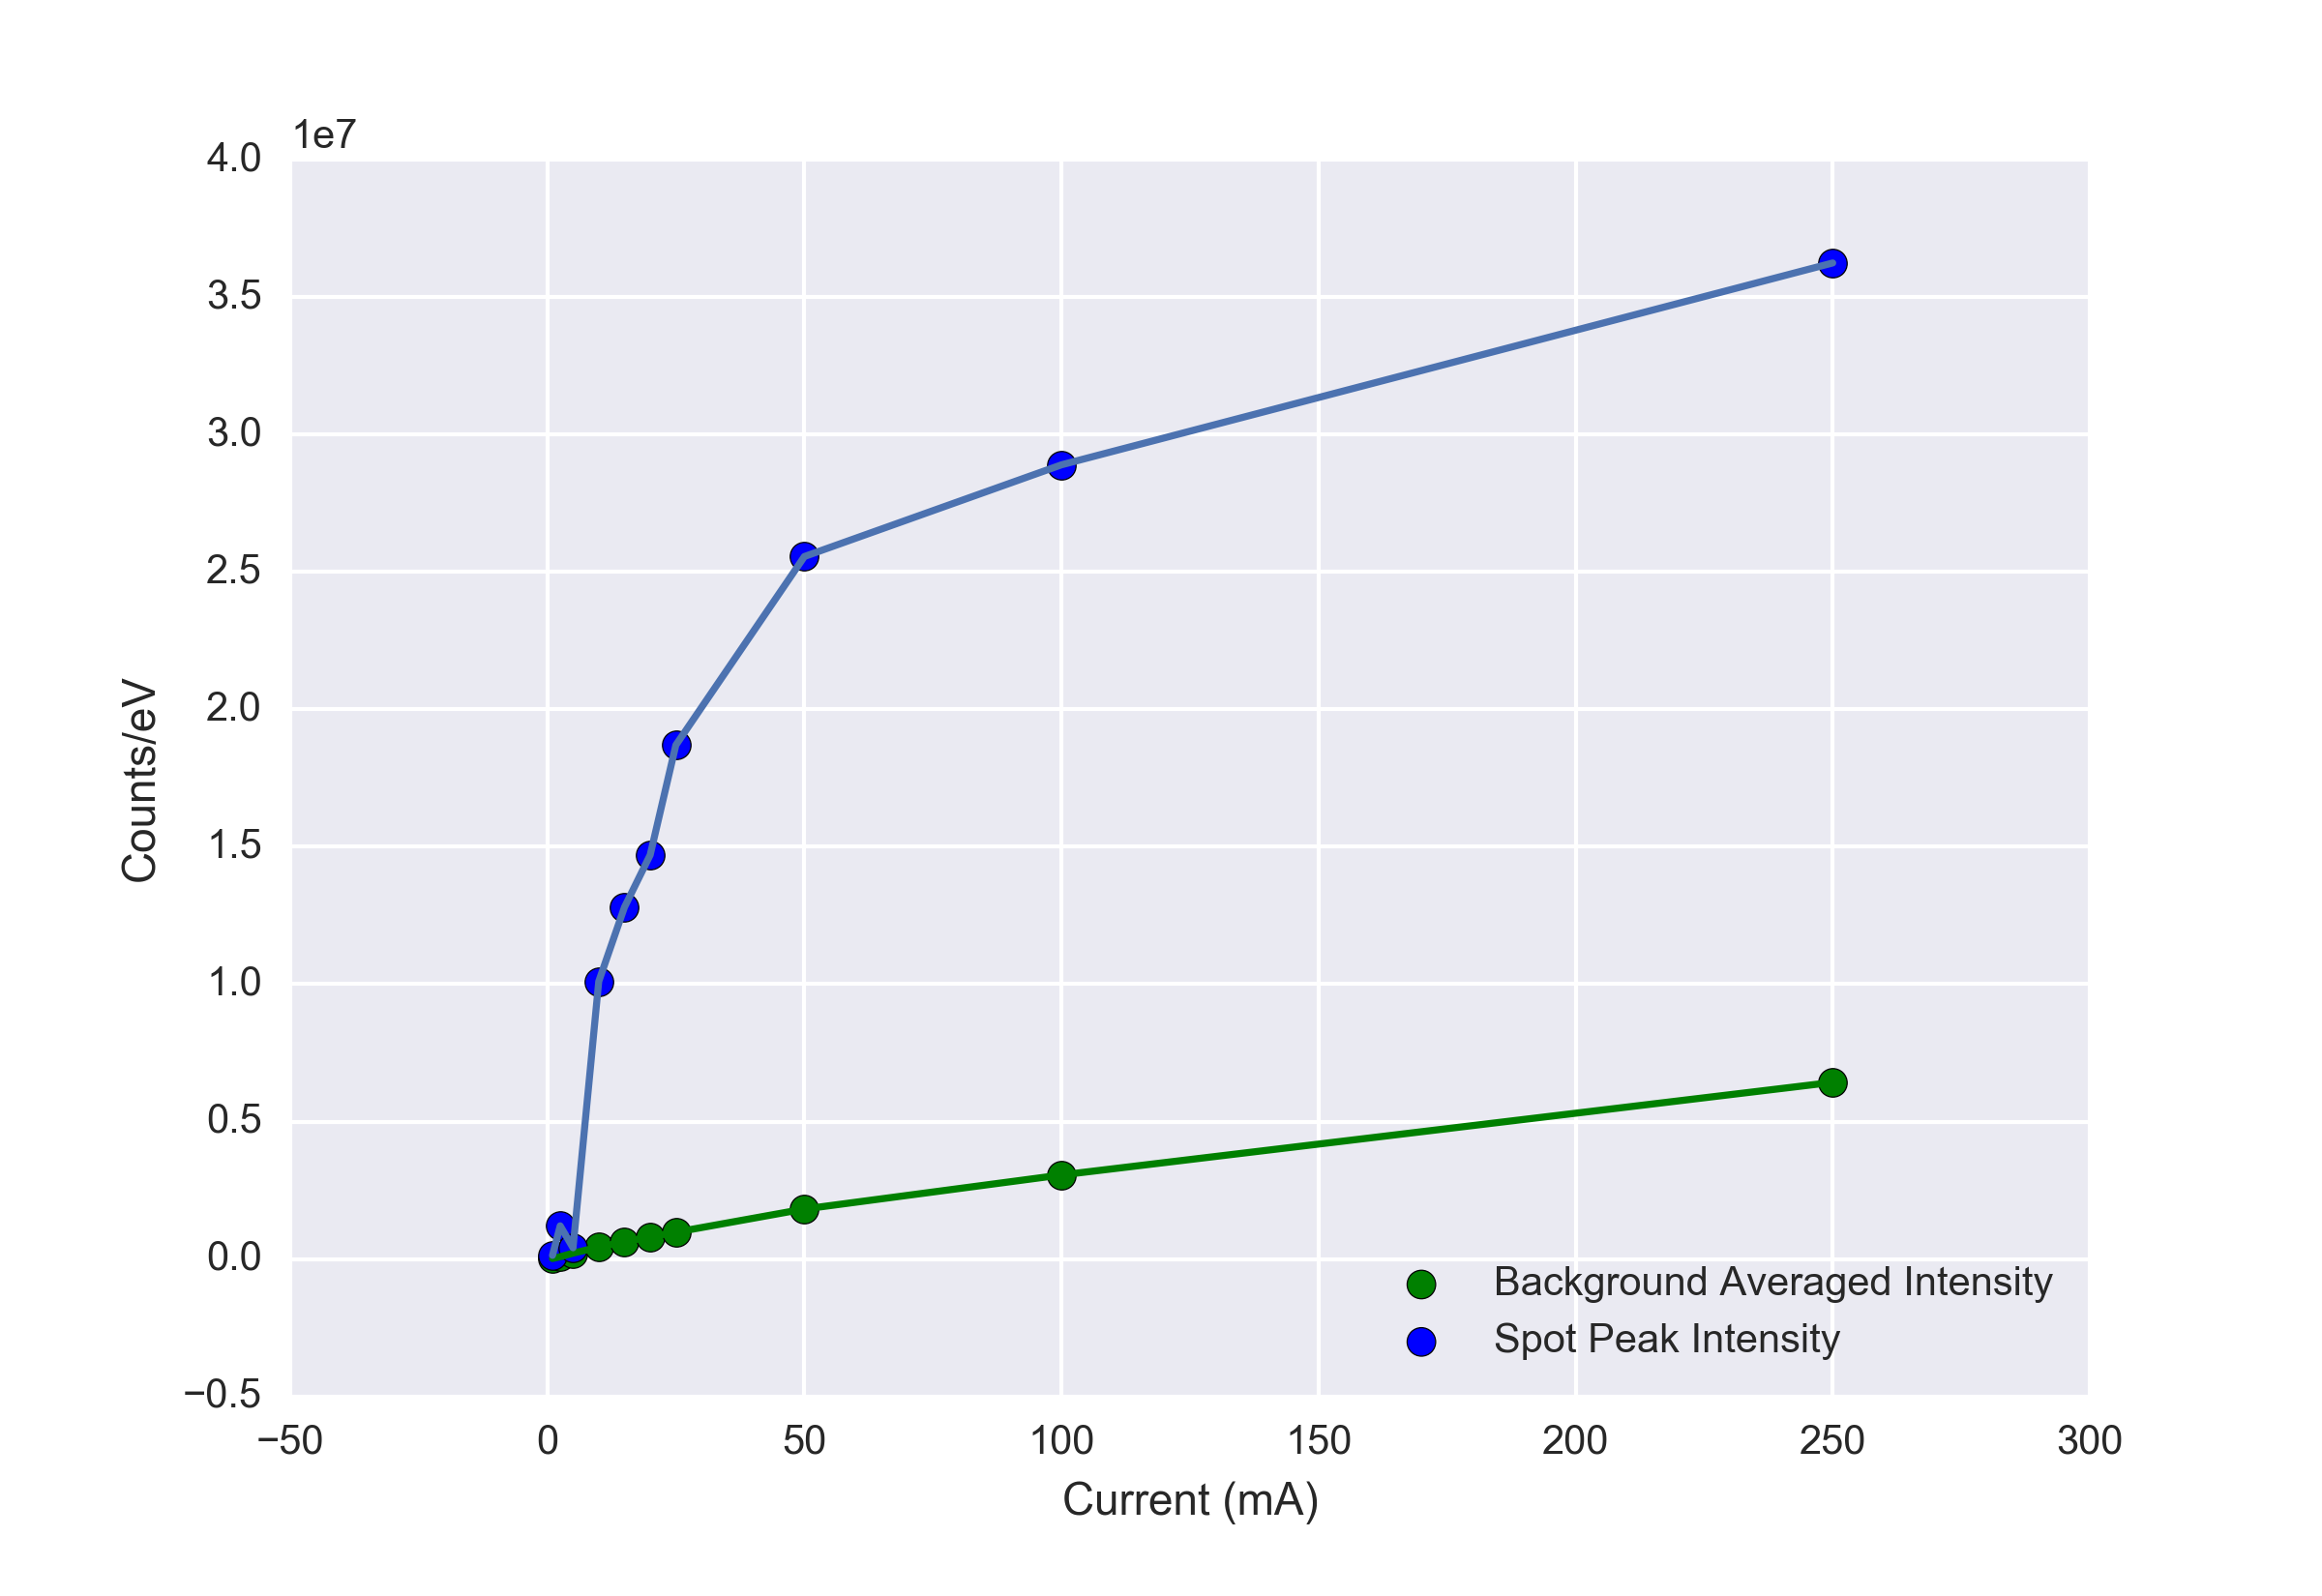 1e7
4.0
3.5
3.0
2.5
2.0
1.5
1.0
0.5
0.0
−0.5
−50 0 50 100 150 200 250 300
Counts/eV
Current (mA)
Background Averaged Intensity
Spot Peak Intensity